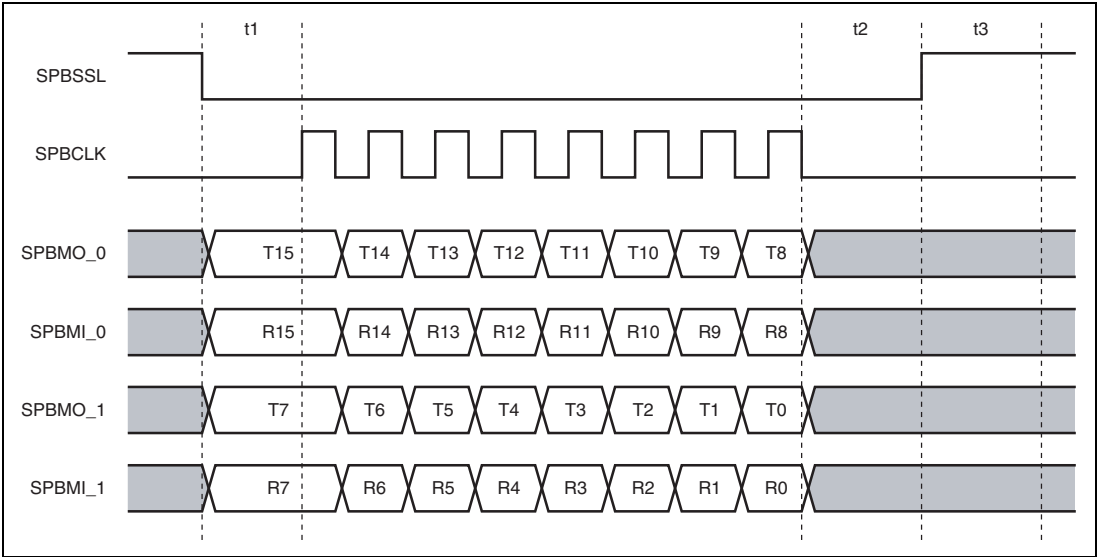 t1 t2 t3
SPBSSL
SPBCLK
SPBMO_0 T15 T14 T13 T12 T11 T10 T9 T8
SPBMI_0 R15 R14 R13 R12 R11 R10 R9 R8
SPBMO_1 T7 T6 T5 T4 T3 T2 T1 T0
SPBMI_1 R7 R6 R5 R4 R3 R2 R1 R0